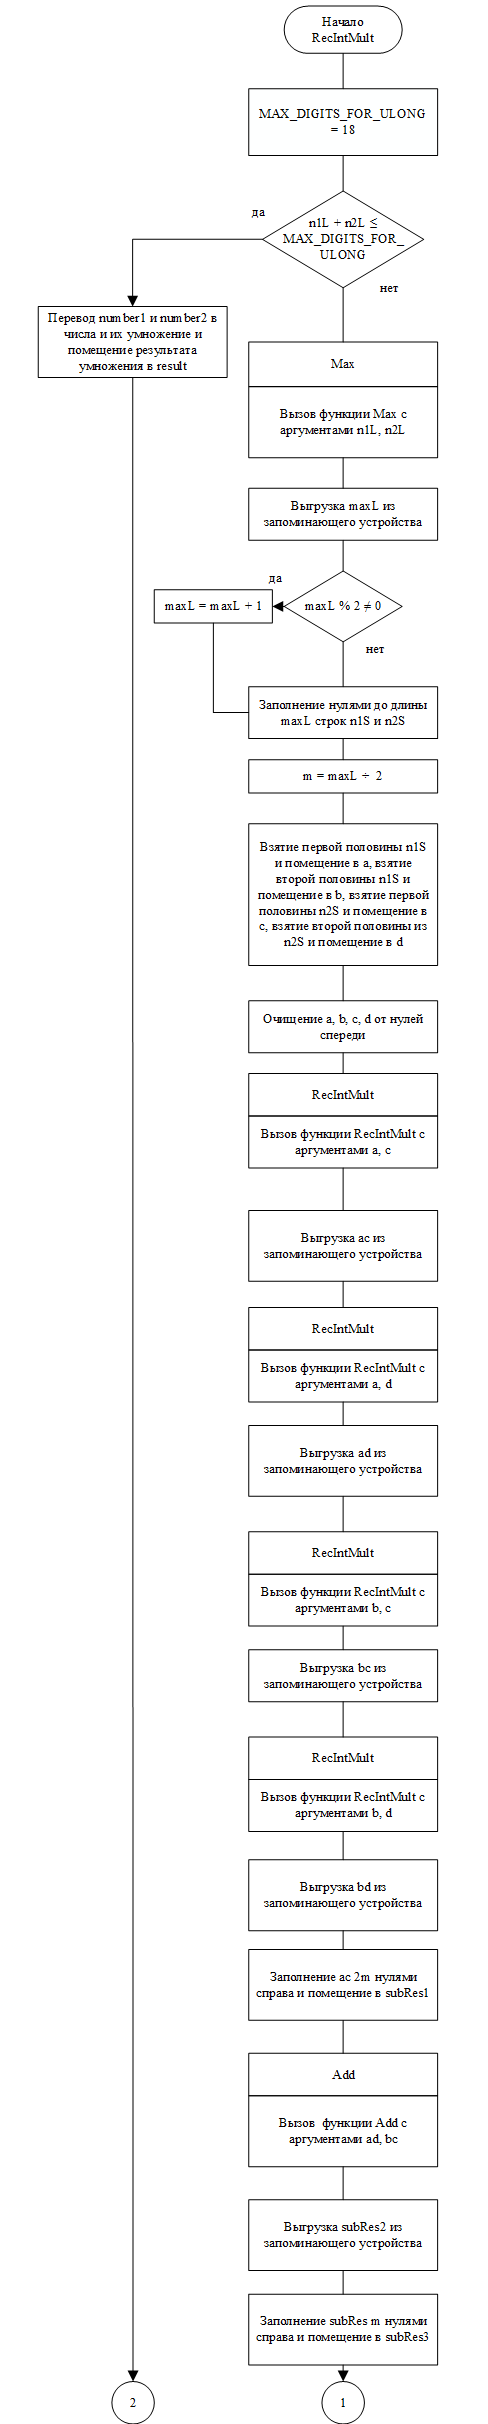 Начало
RecIntMult
MAX_DIGITS_FOR_ULONG
= 18
n1L + n2L ≤
MAX_DIGITS_FOR_
ULONG
да
нет
Перевод number1 и number2 в
числа и их умножение и
помещение результата
умножения в result
Max
Вызов функции Max с
аргументами n1L, n2L
Выгрузка maxL из
запоминающего устройства
да
maxL = maxL + 1
maxL % 2 ≠ 0
нет
Заполнение нулями до длины
maxL строк n1S и n2S
m = maxL ÷ 2
Взятие первой половины n1S
и помещение в a, взятие
второй половины n1S и
помещение в b, взятие первой
половины n2S и помещение в
c, взятие второй половины из
n2S и помещение в d
Очищение a, b, c, d от нулей
спереди
RecIntMult
Вызов функции RecIntMult с
аргументами a, c
Выгрузка ac из
запоминающего устройства
RecIntMult
Вызов функции RecIntMult с
аргументами a, d
Выгрузка ad из
запоминающего устройства
RecIntMult
Вызов функции RecIntMult с
аргументами b, c
Выгрузка bc из
запоминающего устройства
RecIntMult
Вызов функции RecIntMult с
аргументами b, d
Выгрузка bd из
запоминающего устройства
Заполнение ac 2m нулями
справа и помещение в subRes1
Add
Вызов функции Add с
аргументами ad, bc
Выгрузка subRes2 из
запоминающего устройства
Заполнение subRes m нулями
справа и помещение в subRes3
2
1